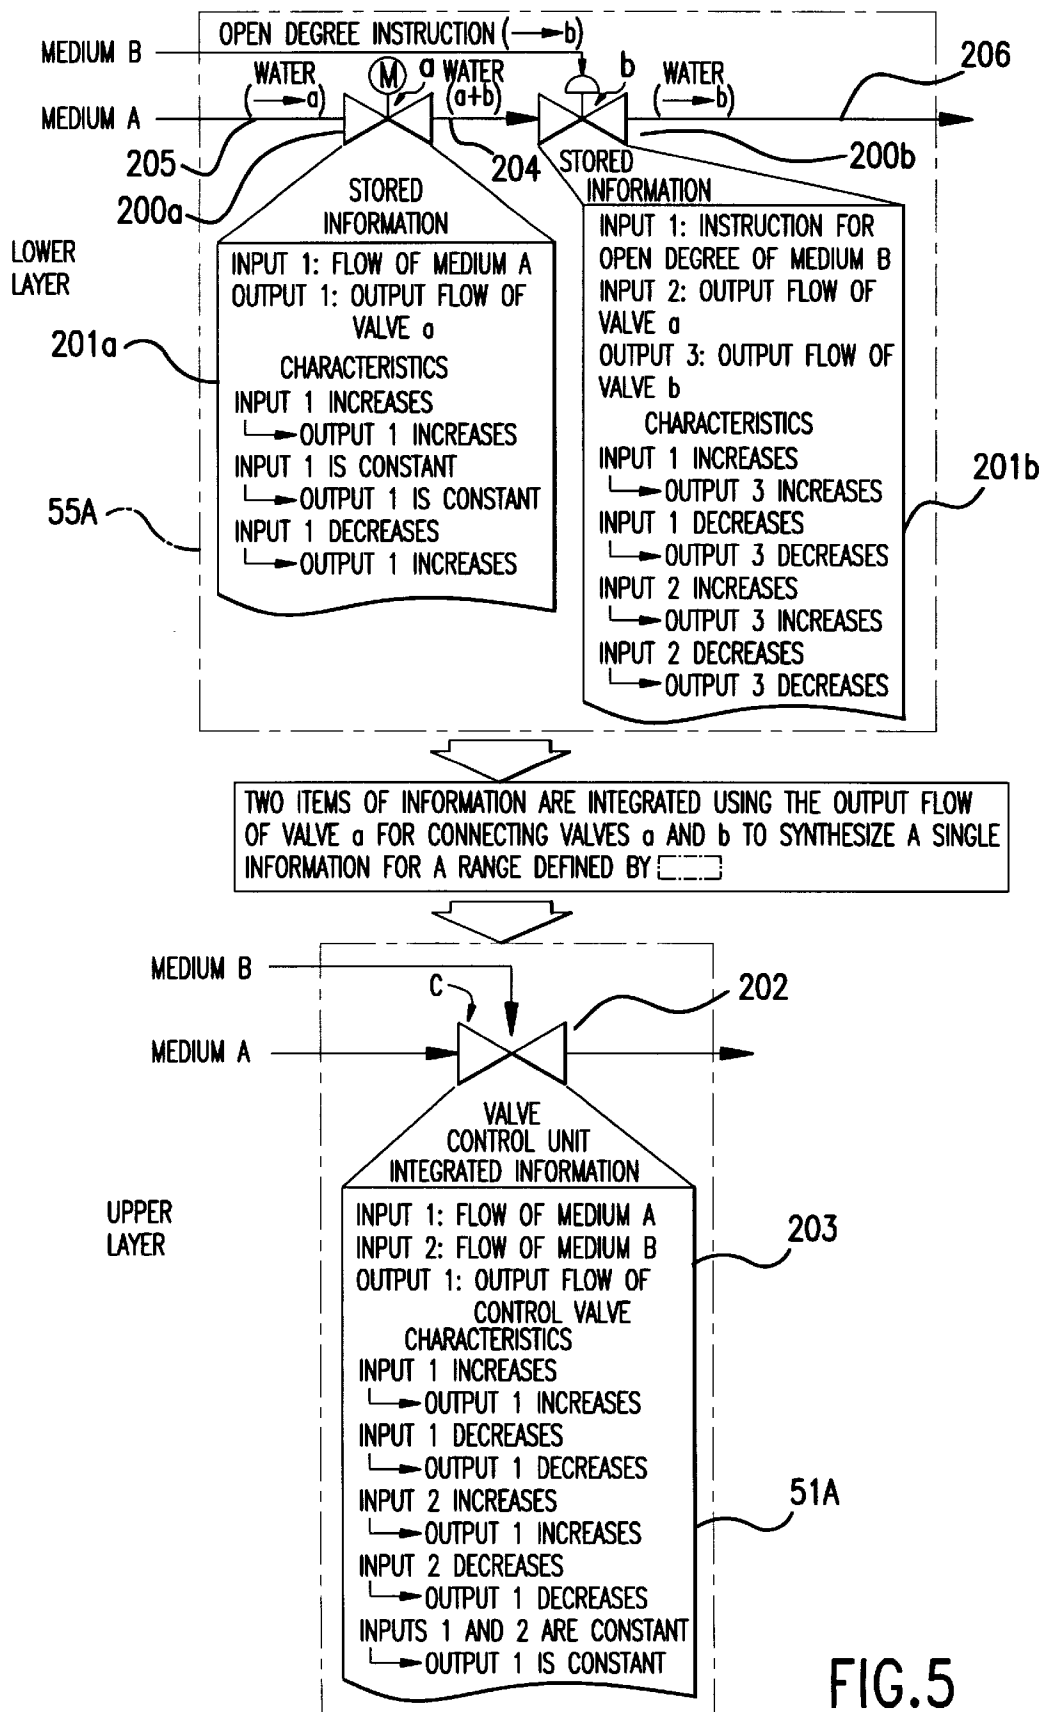 OPEN DEGREE INSTRUCTION (→b)
MEDIUM B
206
WATER (→a)
M
a
WATER (a+b)
b
WATER (→b)
MEDIUM A
205
204
200b
200a
STORED
INFORMATION
STORED
INFORMATION
LOWER
LAYER
201a
INPUT 1: FLOW OF MEDIUM A
OUTPUT 1: OUTPUT FLOW OF
VALVE a
CHARACTERISTICS
INPUT 1 INCREASES
→OUTPUT 1 INCREASES
INPUT 1 IS CONSTANT
→OUTPUT 1 IS CONSTANT
INPUT 1 DECREASES
→OUTPUT 1 INCREASES
55A
INPUT 1: INSTRUCTION FOR
OPEN DEGREE OF MEDIUM B
INPUT 2: OUTPUT FLOW OF
VALVE a
OUTPUT 3: OUTPUT FLOW OF
VALVE b
CHARACTERISTICS
INPUT 1 INCREASES
→OUTPUT 3 INCREASES
INPUT 1 DECREASES
→OUTPUT 3 DECREASES
INPUT 2 INCREASES
→OUTPUT 3 INCREASES
INPUT 2 DECREASES
→OUTPUT 3 DECREASES
201b
TWO ITEMS OF INFORMATION ARE INTEGRATED USING THE OUTPUT FLOW
OF VALVE a FOR CONNECTING VALVES a AND b TO SYNTHESIZE A SINGLE
INFORMATION FOR A RANGE DEFINED BY
MEDIUM B
C
202
MEDIUM A
VALVE
CONTROL UNIT
INTEGRATED INFORMATION
UPPER
LAYER
203
INPUT 1: FLOW OF MEDIUM A
INPUT 2: FLOW OF MEDIUM B
OUTPUT 1: OUTPUT FLOW OF
CONTROL VALVE
CHARACTERISTICS
INPUT 1 INCREASES
→OUTPUT 1 INCREASES
INPUT 1 DECREASES
→OUTPUT 1 DECREASES
INPUT 2 INCREASES
→OUTPUT 1 INCREASES
INPUT 2 DECREASES
→OUTPUT 1 DECREASES
INPUTS 1 AND 2 ARE CONSTANT
→OUTPUT 1 IS CONSTANT
51A
FIG.5